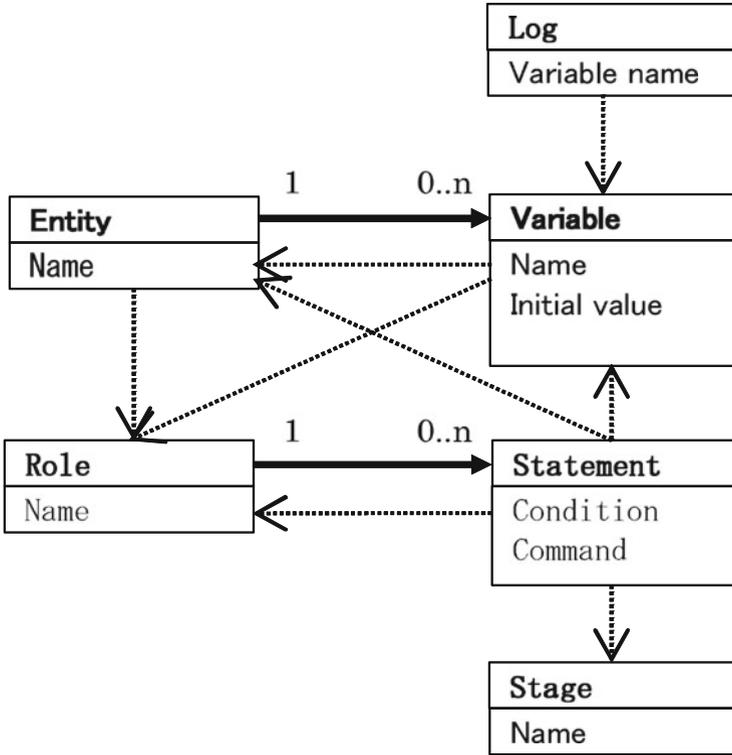 Log
Variable name
1 0..n
Entity
Name
Variable
Name
Initial value
1 0..n
Role
Name
Statement
Condition
Command
Stage
Name